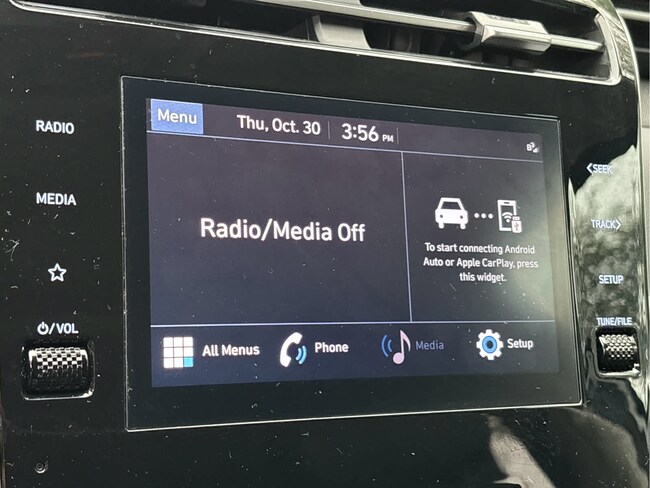 Menu
Thu, Oct. 30
3:56 PM
RADIO
MEDIA
VOL
SEEK
TRACK
SETUP
TUNE/FILE
Radio/Media Off
To start connecting Android
Auto or Apple CarPlay, press
this widget.
All Menus
Phone
Media
Setup